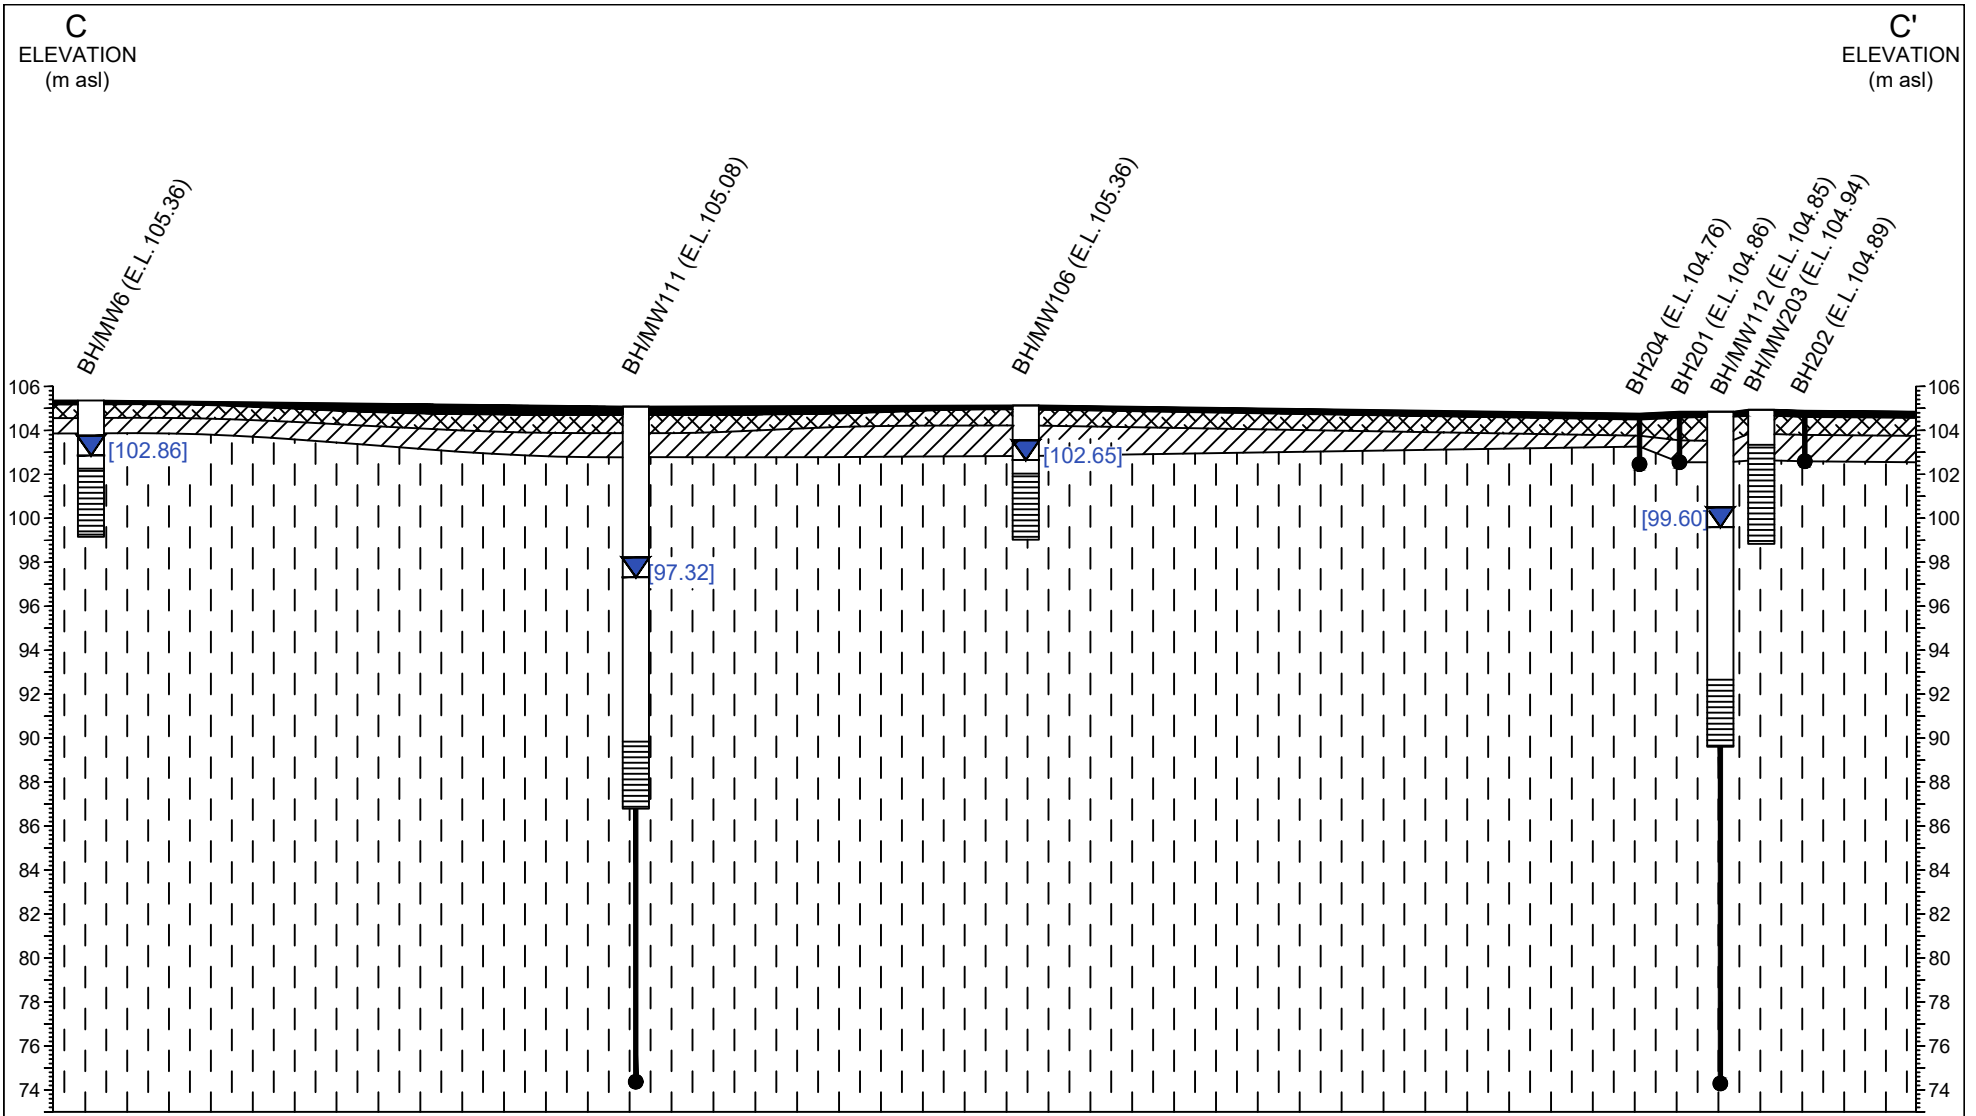 C
ELEVATION
(m asl)
C'
ELEVATION
(m asl)
BH/MW6 (E.L. 105.36)
BH/MW111 (E.L. 105.08)
BH/MW106 (E.L. 105.36)
BH204 (E.L. 104.76)
BH201 (E.L. 104.86)
BH/MW112 (E.L. 104.85)
BH/MW203 (E.L. 104.94)
BH202 (E.L. 104.89)
106
104
102
100
98
96
94
92
90
88
86
84
82
80
78
76
74
[102.86]
[97.32]
[102.65]
[99.60]
106
104
102
100
98
96
94
92
90
88
86
84
82
80
78
76
74